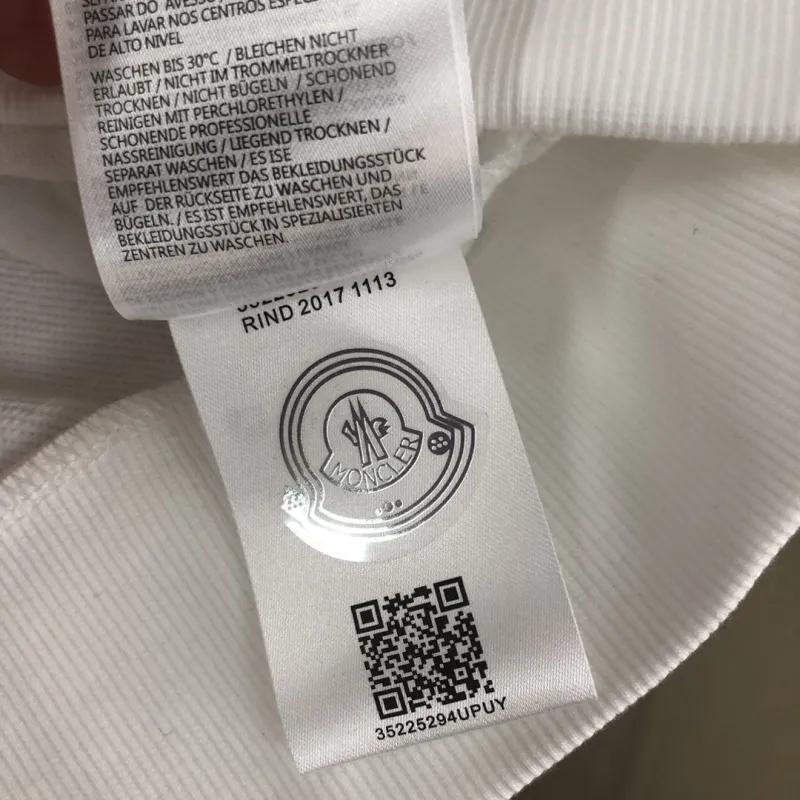 PASSAR DO AVESSO /
PARA LAVAR NOS CENTROS
DE ALTO NIVEL
WASCHEN BIS 30°C / BLEICHEN NICHT
ERLAUBT / NICHT IM TROMMELTROCKNER
TROCKNEN / NICHT BÜGELN / SCHONEND
REINIGEN MIT PERCHLORETHYLEN /
SCHONENDE PROFESSIONELLE
NASSREINIGUNG / LIEGEND TROCKNEN /
SEPARAT WASCHEN / ES ISE
EMPFEHLENSWERT DAS BEKLEIDUNGSSTÜCK
AUF DER RÜCKSEITE ZU WASCHEN UND
BÜGELN. / ES IST EMPFEHLENSWERT, DAS
BEKLEIDUNGSSTÜCK IN SPEZIALISIERTEN
ZENTREN ZU WASCHEN.
RIND 2017 1113
MONCLER
35225294UPUY